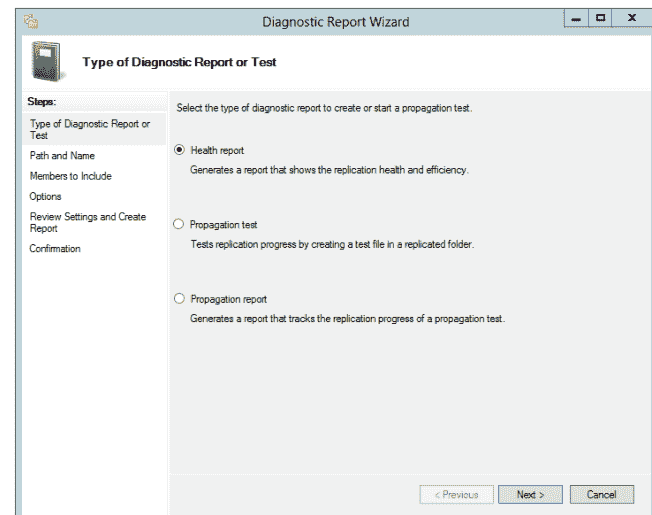 Diagnostic Report Wizard
Type of Diagnostic Report or Test
Steps:
Type of Diagnostic Report or
Test
Path and Name
Members to Include
Options
Review Settings and Create
Report
Confirmation
Select the type of diagnostic report to create or start a propagation test.
Health report
Generates a report that shows the replication health and efficiency.
Propagation test
Tests replication progress by creating a test file in a replicated folder.
Propagation report
Generates a report that tracks the replication progress of a propagation test.
< Previous
Next >
Cancel